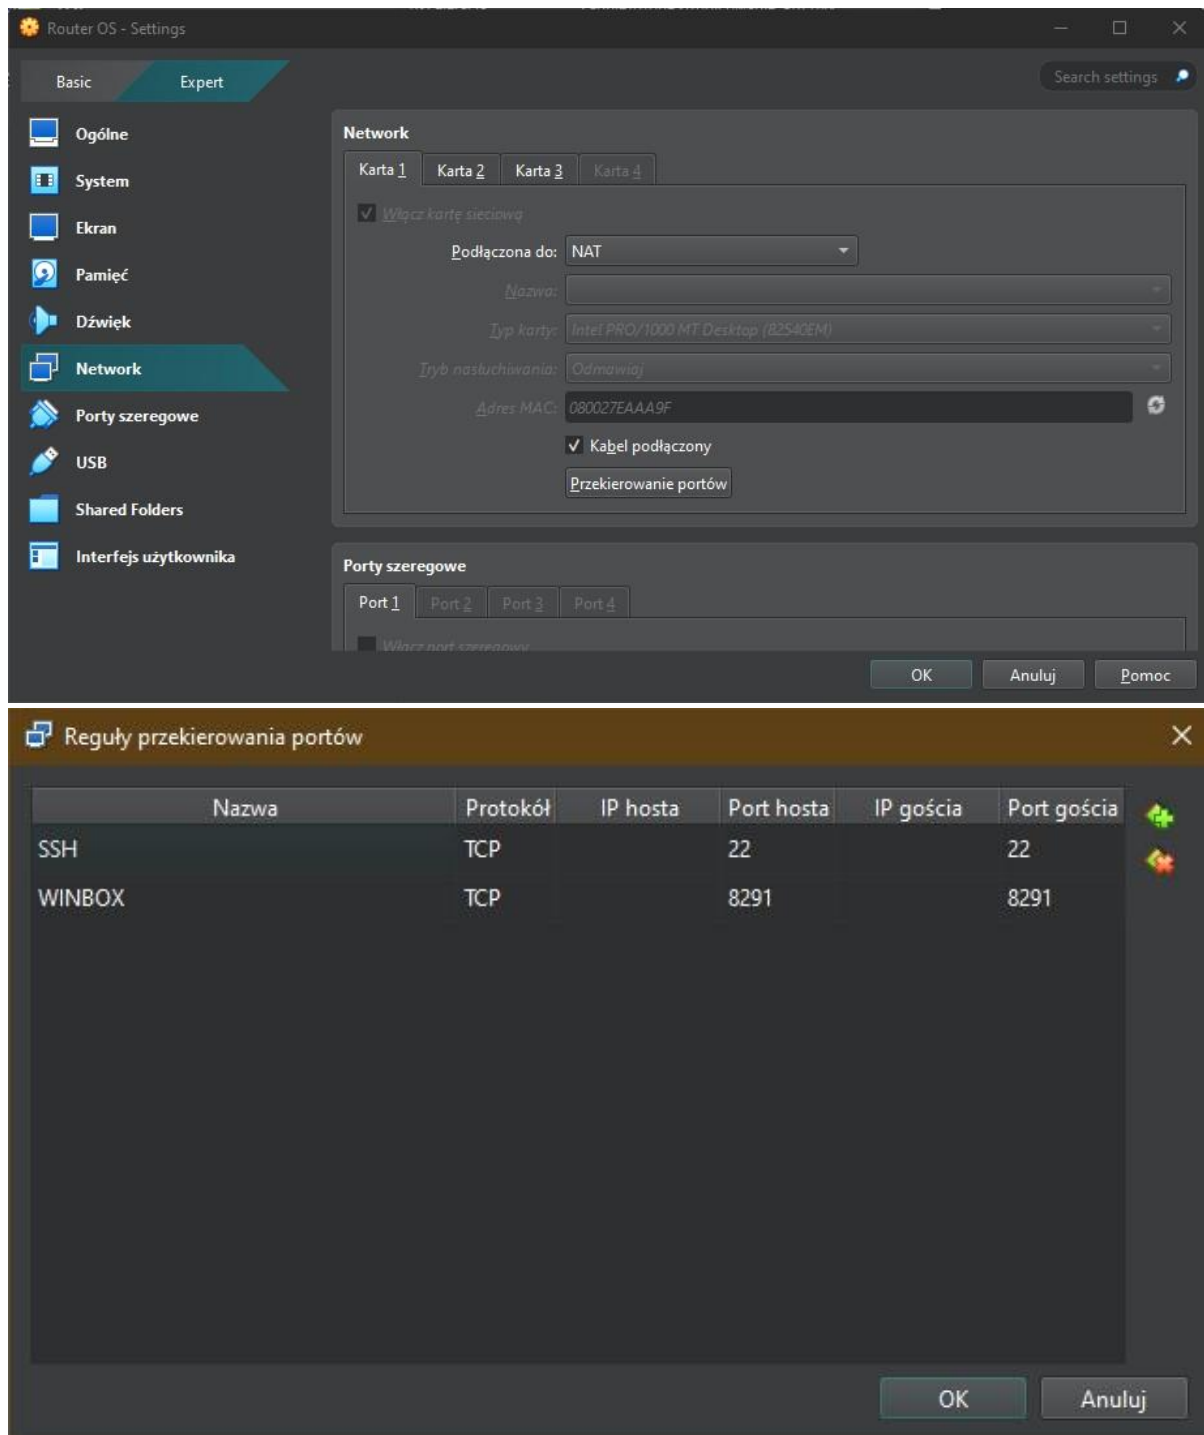 Router OS - Settings
Basic Expert Search settings
Ogólne
System
Ekran
Pamięć
Dźwięk
Network
Porty szeregowe
USB
Shared Folders
Interfejs użytkownika
Network
Karta 1 Karta 2 Karta 3 Karta 4
Włącz kartę sieciową
Podłączona do: NAT
Nazwa:
Typ karty: Intel PRO/1000 MT Desktop (82540EM)
Tryb nasłuchiwania: Odmawiaj
Adres MAC: 080027EAAA9F
Kabel podłączony
Przekierowanie portów
Porty szeregowe
Port 1 Port 2 Port 3 Port 4
Włącz port szeregowy
OK Anuluj Pomoc
Reguły przekierowania portów
Nazwa Protokół IP hosta Port hosta IP gościa Port gościa
SSH TCP 22 22
WINBOX TCP 8291 8291
OK Anuluj